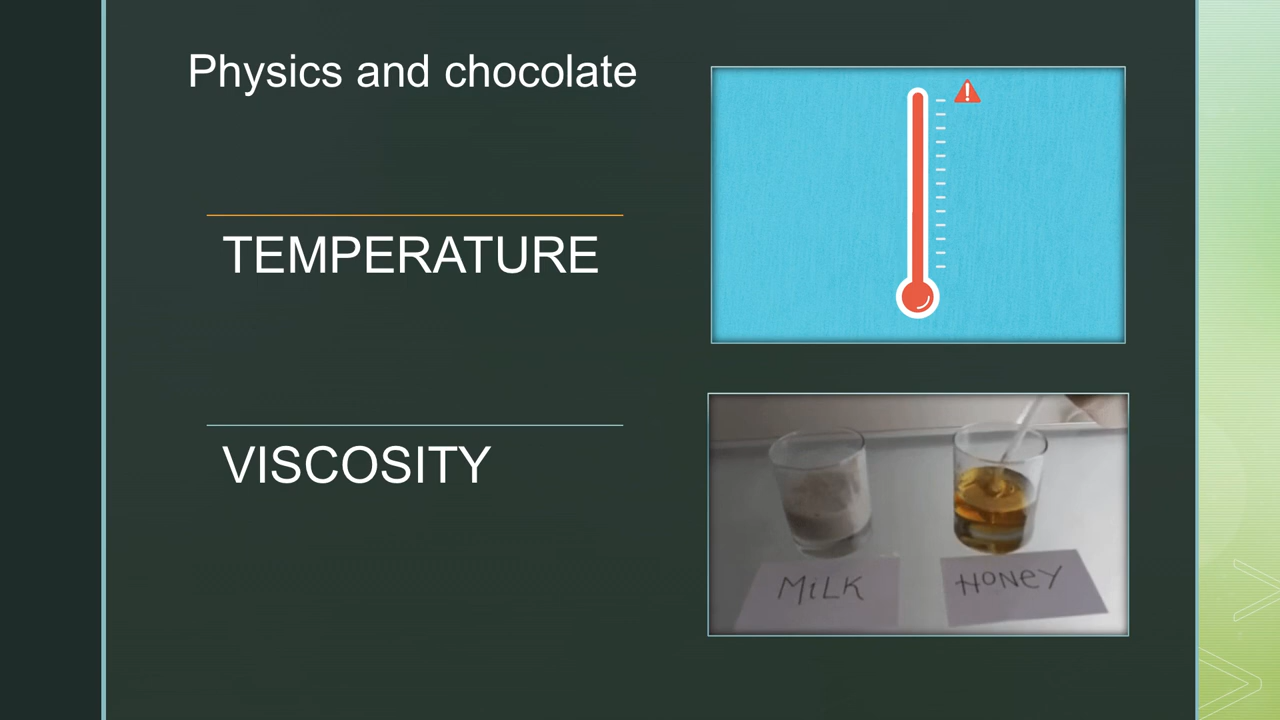 Physics and chocolate
TEMPERATURE
VISCOSITY
MiLK
HONeY